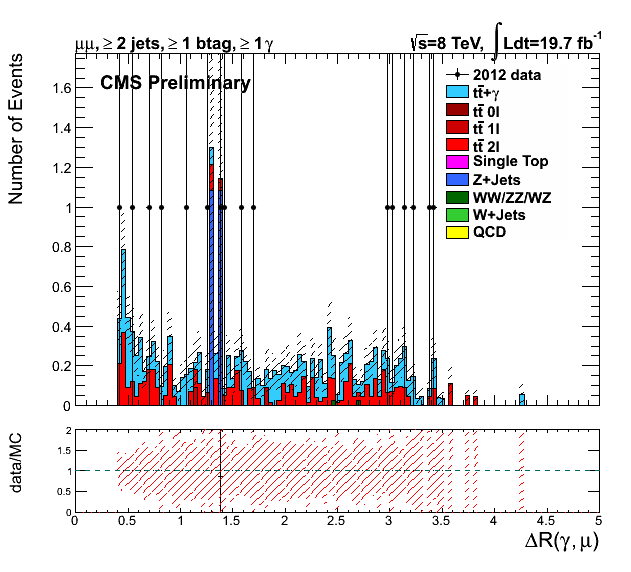 μμ, ≥ 2 jets, ≥ 1 btag, ≥ 1 γ
√s=8 TeV, ∫ Ldt=19.7 fb⁻¹
CMS Preliminary
Number of Events
1.6
1.4
1.2
1
0.8
0.6
0.4
0.2
0
2012 data
tt̄+γ
tt̄ 0l
tt̄ 1l
tt̄ 2l
Single Top
Z+Jets
WW/ZZ/WZ
W+Jets
QCD
data/MC
2
1.5
1
0.5
0
0 0.5 1 1.5 2 2.5 3 3.5 4 4.5 5
ΔR(γ, μ)